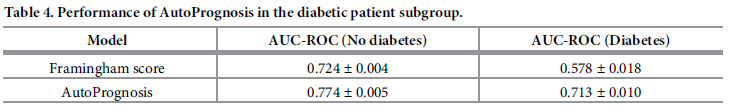 Table 4. Performance of AutoPrognosis in the diabetic patient subgroup.
Model AUC-ROC (No diabetes) AUC-ROC (Diabetes)
Framingham score 0.724 ± 0.004 0.578 ± 0.018
AutoPrognosis 0.774 ± 0.005 0.713 ± 0.010